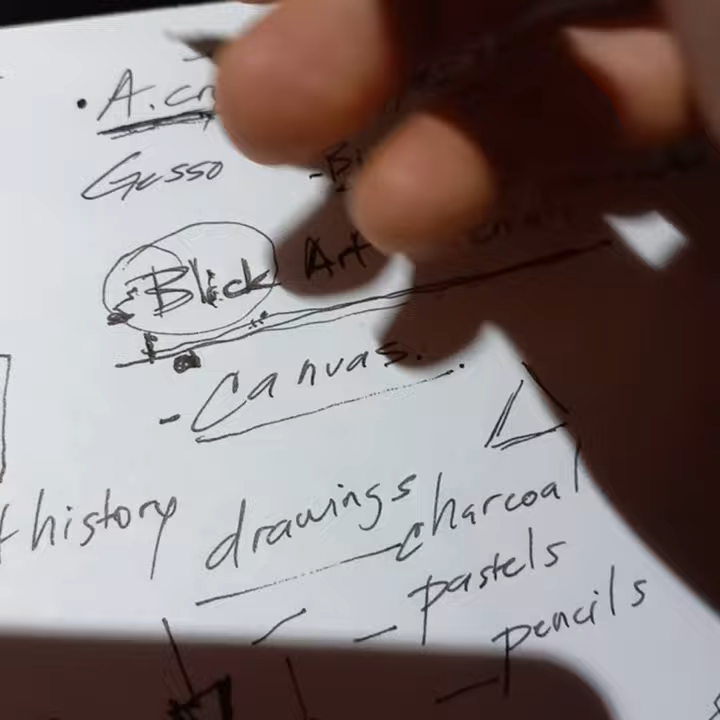 Gesso
Blick Art
- Canvas.
history drawings - charcoal
- pastels
- pencils